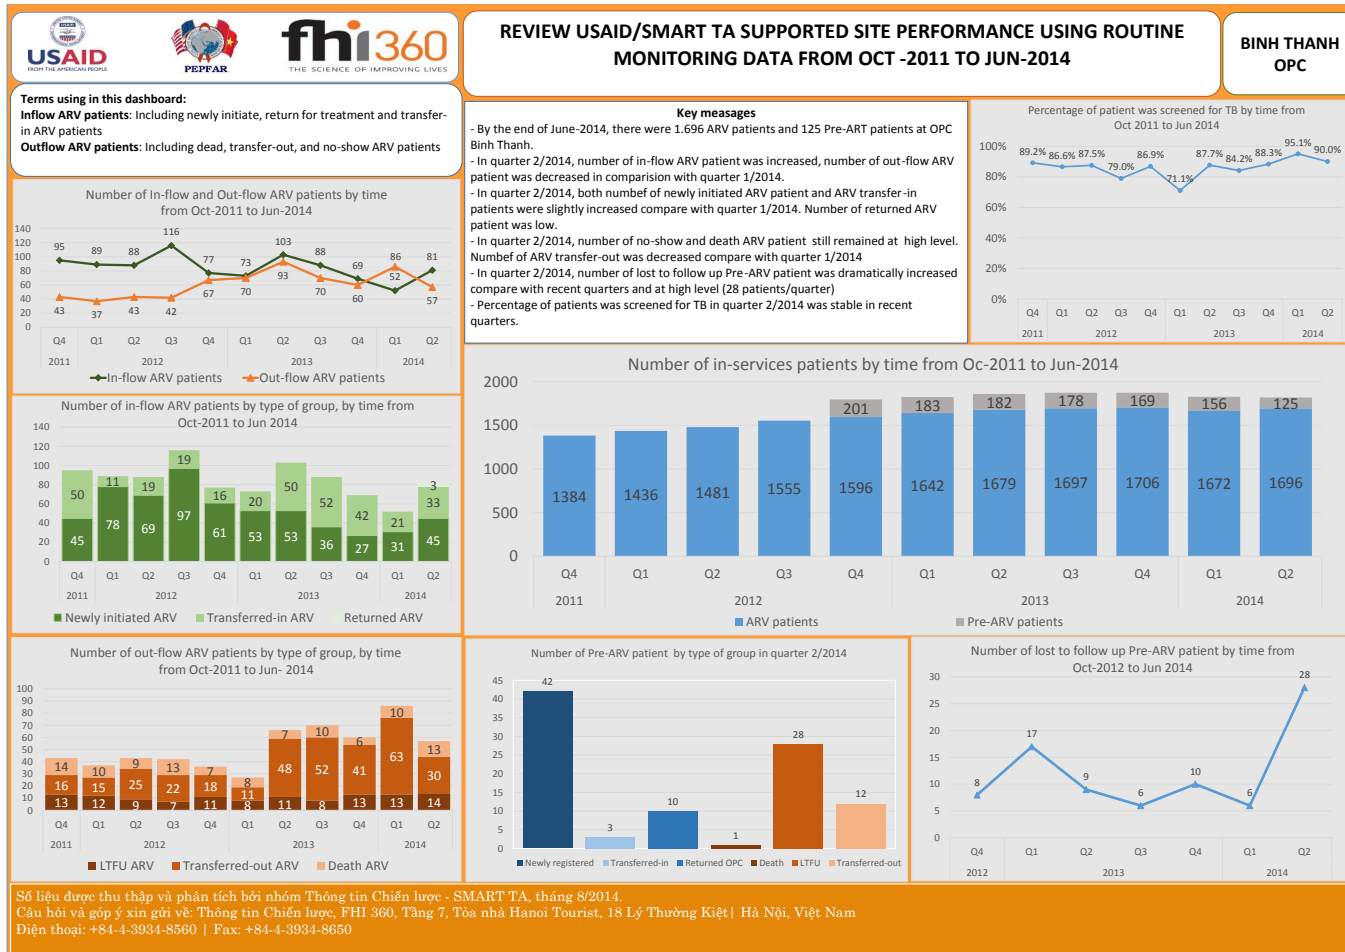 USAID
FROM THE AMERICAN PEOPLE
PEPFAR
fhi360
THE SCIENCE OF IMPROVING LIVES
REVIEW USAID/SMART TA SUPPORTED SITE PERFORMANCE USING ROUTINE
MONITORING DATA FROM OCT -2011 TO JUN-2014
BINH THANH
OPC
Terms using in this dashboard:
Inflow ARV patients: Including newly initiate, return for treatment and transfer-
in ARV patients
Outflow ARV patients: Including dead, transfer-out, and no-show ARV patients
Key measages
- By the end of June-2014, there were 1.696 ARV patients and 125 Pre-ART patients at OPC
Binh Thanh.
- In quarter 2/2014, number of in-flow ARV patient was increased, number of out-flow ARV
patient was decreased in comparision with quarter 1/2014.
- In quarter 2/2014, both numbef of newly initiated ARV patient and ARV transfer-in
patients were slightly increased compare with quarter 1/2014. Number of returned ARV
patient was low.
- In quarter 2/2014, number of no-show and death ARV patient still remained at high level.
Numbef of ARV transfer-out was decreased compare with quarter 1/2014
- In quarter 2/2014, number of lost to follow up Pre-ARV patient was dramatically increased
compare with recent quarters and at high level (28 patients/quarter)
- Percentage of patients was screened for TB in quarter 2/2014 was stable in recent
quarters.
Percentage of patient was screened for TB by time from
Oct 2011 to Jun 2014
100%
80%
60%
40%
20%
0%
89.2% 86.6% 87.5% 79.0% 86.9% 71.1% 87.7% 84.2% 88.3% 95.1% 90.0%
Q4 Q1 Q2 Q3 Q4 Q1 Q2 Q3 Q4 Q1 Q2
2011 2012 2013 2014
Number of In-flow and Out-flow ARV patients by time
from Oct-2011 to Jun-2014
140
120
100
80
60
40
20
0
95 89 88 116 77 73 103 88 69 52 81
43 37 43 42 67 70 93 70 60 86 57
Q4 Q1 Q2 Q3 Q4 Q1 Q2 Q3 Q4 Q1 Q2
2011 2012 2013 2014
In-flow ARV patients Out-flow ARV patients
Number of in-flow ARV patients by type of group, by time from
Oct-2011 to Jun 2014
140
120
100
80
60
40
20
0
3
50 11 19 19 16 20 50 52 42 21 33
45 78 69 97 61 53 53 36 27 31 45
Q4 Q1 Q2 Q3 Q4 Q1 Q2 Q3 Q4 Q1 Q2
2011 2012 2013 2014
Newly initiated ARV Transferred-in ARV Returned ARV
Number of in-services patients by time from Oc-2011 to Jun-2014
2000
1500
1000
500
0
201 183 182 178 169 156 125
1384 1436 1481 1555 1596 1642 1679 1697 1706 1672 1696
Q4 Q1 Q2 Q3 Q4 Q1 Q2 Q3 Q4 Q1 Q2
2011 2012 2013 2014
ARV patients Pre-ARV patients
Number of out-flow ARV patients by type of group, by time
from Oct-2011 to Jun- 2014
100
90
80
70
60
50
40
30
20
10
0
14 10 9 13 7 8 7 10 6 10 13
16 15 25 22 18 11 48 52 41 63 30
13 12 9 7 11 8 11 8 13 13 14
Q4 Q1 Q2 Q3 Q4 Q1 Q2 Q3 Q4 Q1 Q2
2011 2012 2013 2014
LTFU ARV Transferred-out ARV Death ARV
Number of Pre-ARV patient by type of group in quarter 2/2014
45
40
35
30
25
20
15
10
5
0
42 3 10 1 28 12
Newly registered Transferred-in Returned OPC Death LTFU Transferred-out
Number of lost to follow up Pre-ARV patient by time from
Oct-2012 to Jun 2014
30
25
20
15
10
5
0
8 17 9 6 10 6 28
Q4 Q1 Q2 Q3 Q4 Q1 Q2
2012 2013 2014
Số liệu được thu thập và phân tích bởi nhóm Thông tin Chiến lược - SMART TA, tháng 8/2014.
Câu hỏi và góp ý xin gửi về: Thông tin Chiến lược, FHI 360, Tầng 7, Tòa nhà Hanoi Tourist, 18 Lý Thường Kiệt| Hà Nội, Việt Nam
Điện thoại: +84-4-3934-8560 | Fax: +84-4-3934-8650